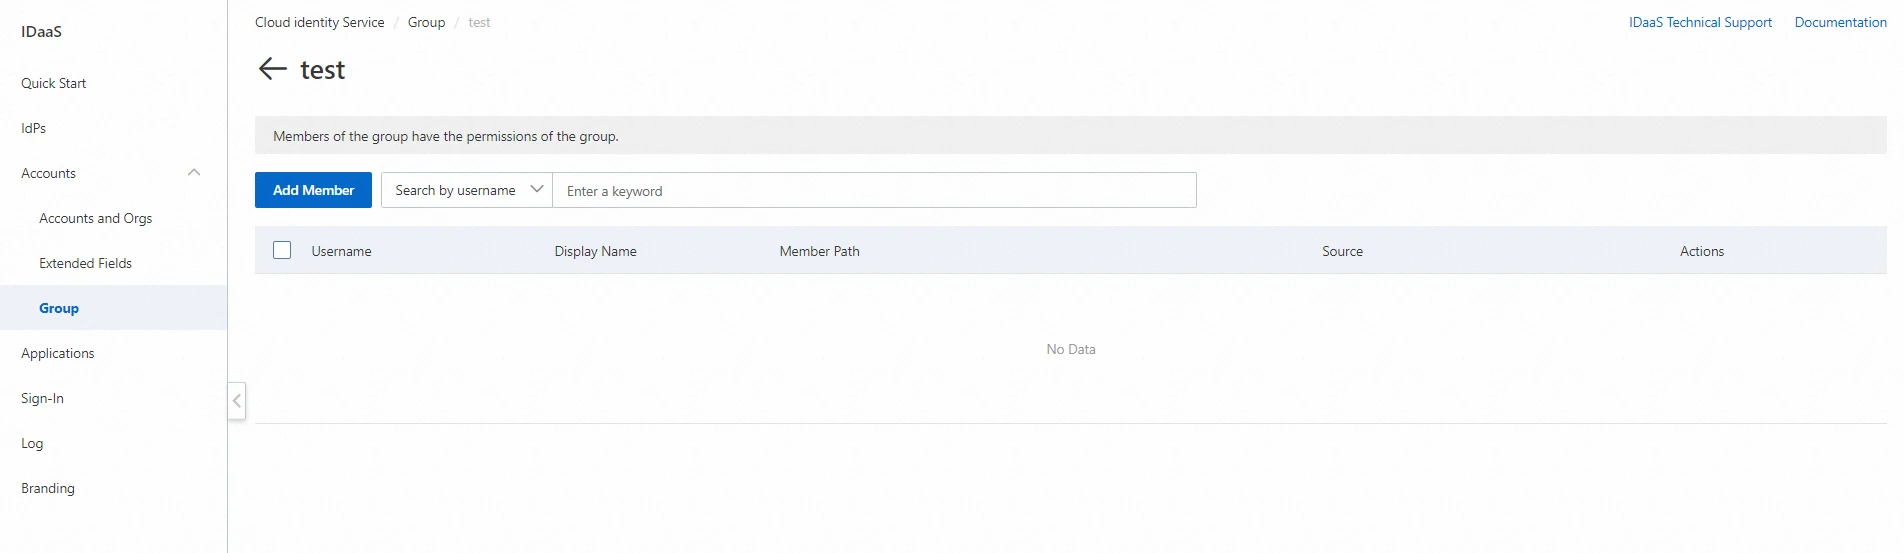 IDaaS
Quick Start
IdPs
Accounts
Accounts and Orgs
Extended Fields
Group
Applications
Sign-In
Log
Branding
Cloud identity Service / Group / test
IDaaS Technical Support Documentation
test
Members of the group have the permissions of the group.
Add Member Search by username Enter a keyword
Username Display Name Member Path Source Actions
No Data